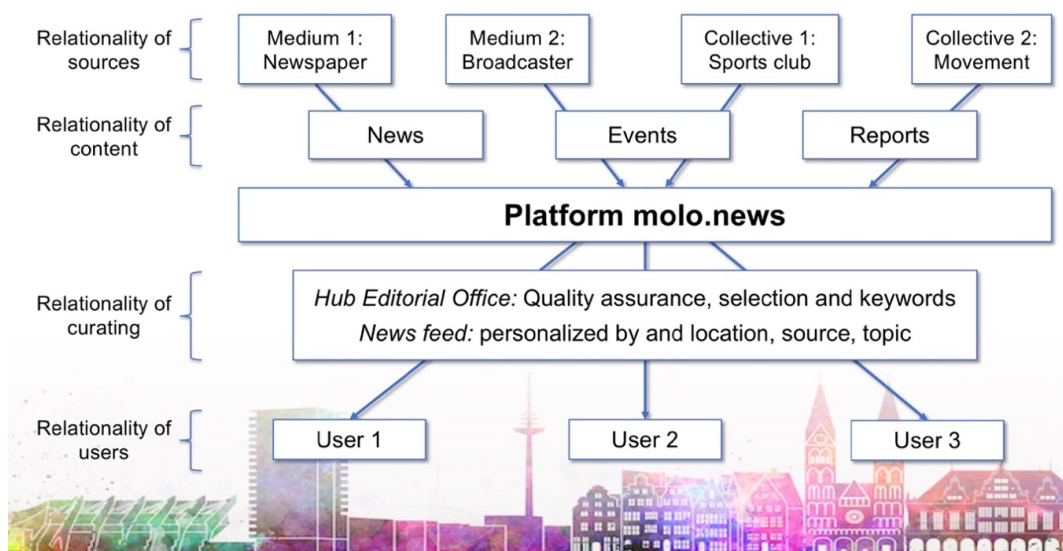 Relationality of
sources
Medium 1:
Newspaper
Medium 2:
Broadcaster
Collective 1:
Sports club
Collective 2:
Movement
Relationality of
content
News
Events
Reports
Platform molo.news
Relationality of
curating
Hub Editorial Office: Quality assurance, selection and keywords
News feed: personalized by and location, source, topic
Relationality of
users
User 1
User 2
User 3